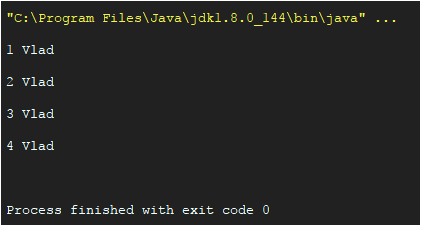 "C:\Program Files\Java\jdk1.8.0_144\bin\java" ...
1 Vlad
2 Vlad
3 Vlad
4 Vlad
Process finished with exit code 0